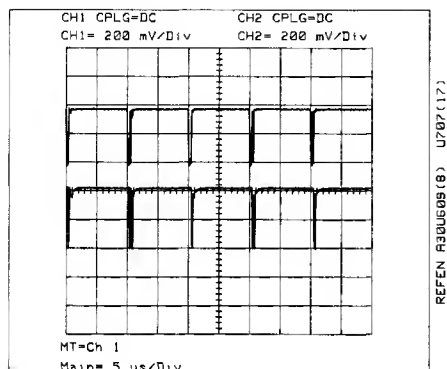 CH1 CPLG=DC CH2 CPLG=DC
CH1= 200 mV/Div CH2= 200 mV/Div
MT=Ch 1
Main= 5 us/Div
REFEN A30U609(8) U707(17)